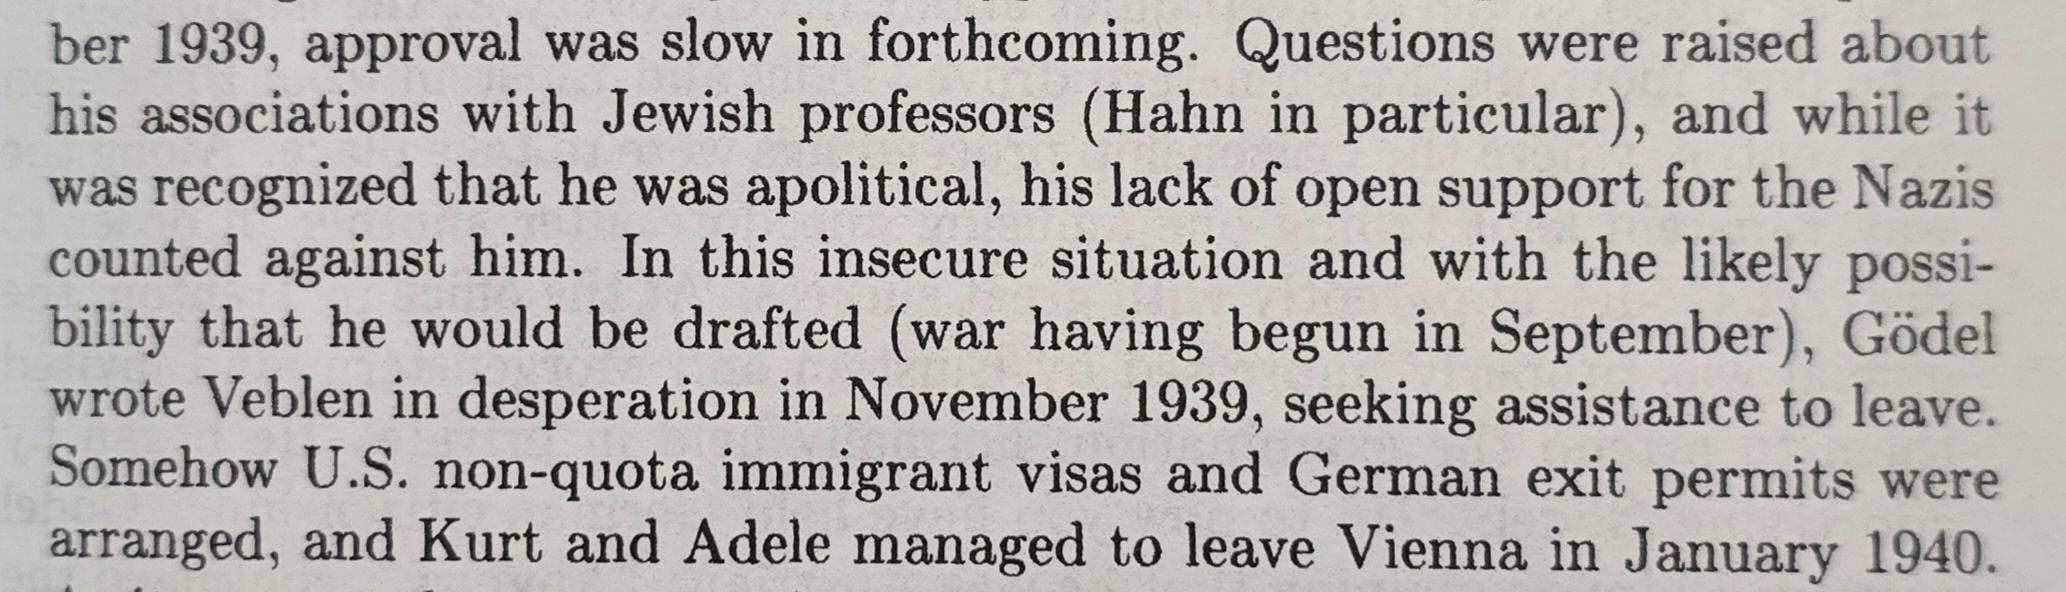 ber 1939, approval was slow in forthcoming. Questions were raised about
his associations with Jewish professors (Hahn in particular), and while it
was recognized that he was apolitical, his lack of open support for the Nazis
counted against him. In this insecure situation and with the likely possi-
bility that he would be drafted (war having begun in September), Gödel
wrote Veblen in desperation in November 1939, seeking assistance to leave.
Somehow U.S. non-quota immigrant visas and German exit permits were
arranged, and Kurt and Adele managed to leave Vienna in January 1940.